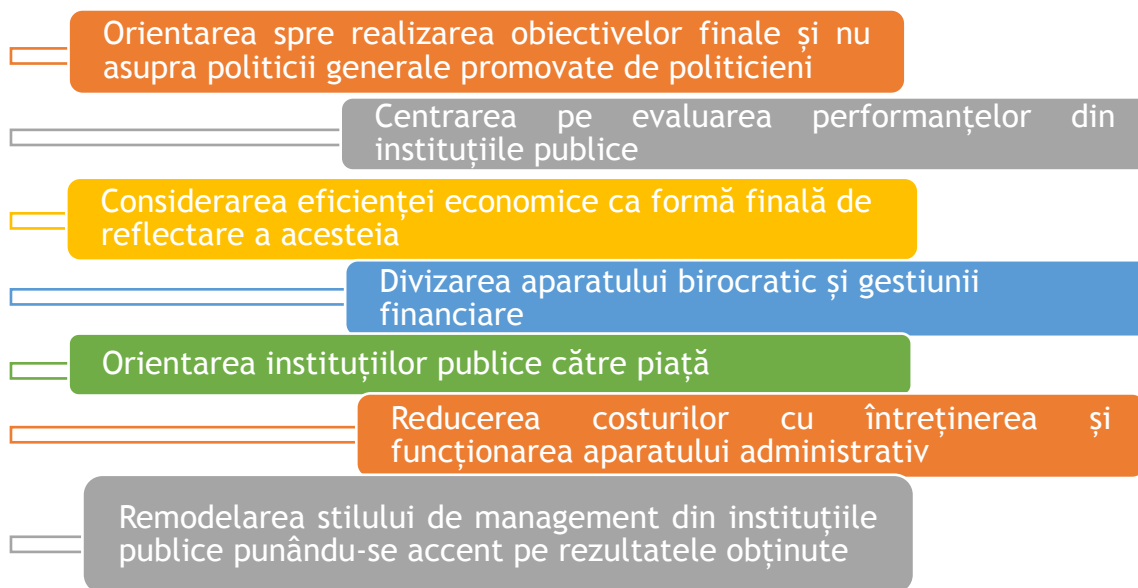 Orientarea spre realizarea obiectivelor finale și nu
asupra politicii generale promovate de politicieni
Centrarea pe evaluarea performanțelor din
instituțiile publice
Considerarea eficienței economice ca formă finală de
reflectare a acesteia
Divizarea aparatului birocratic și gestiunii
financiare
Orientarea instituțiilor publice către piață
Reducerea costurilor cu întreținerea și
funcționarea aparatului administrativ
Remodelarea stilului de management din instituțiile
publice punându-se accent pe rezultatele obținute